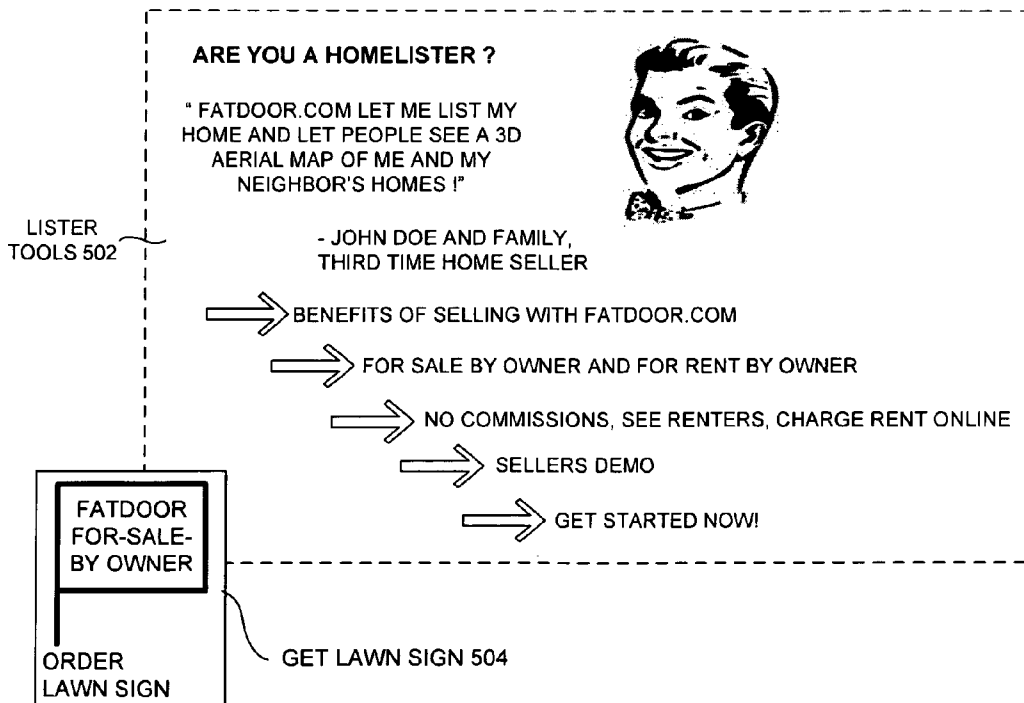 ARE YOU A HOMELISTER ?
" FATDOOR.COM LET ME LIST MY
HOME AND LET PEOPLE SEE A 3D
AERIAL MAP OF ME AND MY
NEIGHBOR'S HOMES !"
- JOHN DOE AND FAMILY,
THIRD TIME HOME SELLER
LISTER
TOOLS 502
BENEFITS OF SELLING WITH FATDOOR.COM
FOR SALE BY OWNER AND FOR RENT BY OWNER
NO COMMISSIONS, SEE RENTERS, CHARGE RENT ONLINE
SELLERS DEMO
GET STARTED NOW!
FATDOOR
FOR-SALE-
BY OWNER
ORDER
LAWN SIGN
GET LAWN SIGN 504